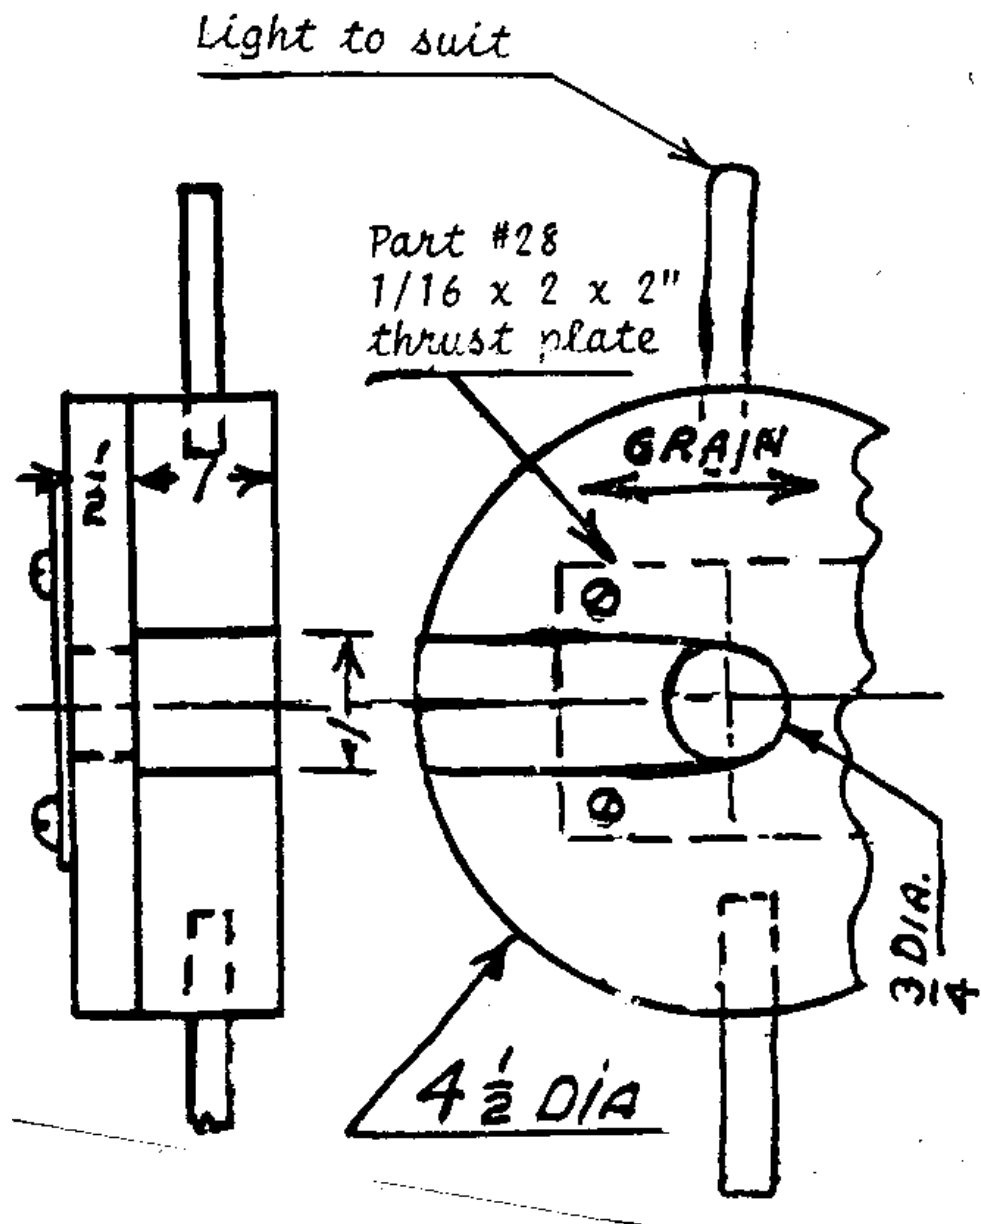 Light to suit
Part #28
1/16 x 2 x 2"
thrust plate
GRAIN
1/2
1
1
3/4 DIA.
4 1/2 DIA